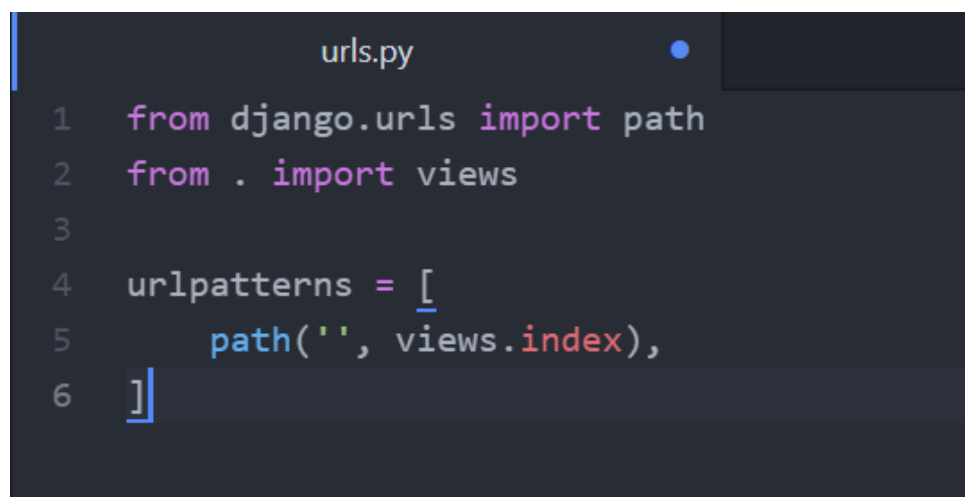 urls.py
1 from django.urls import path
2 from . import views
3
4 urlpatterns = [
5     path('', views.index),
6 ]